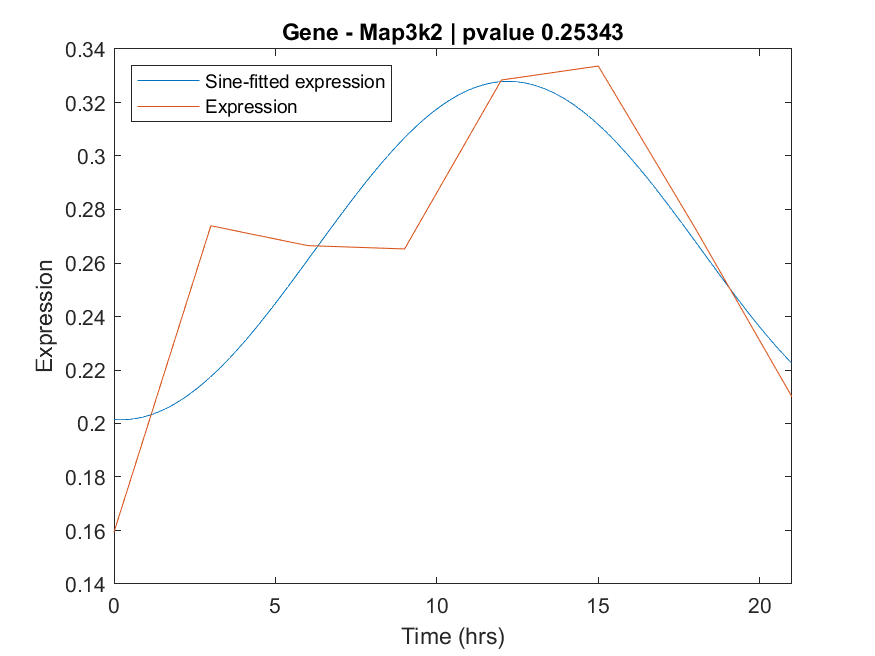 Gene - Map3k2 | pvalue 0.25343
0.34
0.32
0.3
0.28
0.26
0.24
0.22
0.2
0.18
0.16
0.14
Expression
Sine-fitted expression
Expression
0 5 10 15 20
Time (hrs)